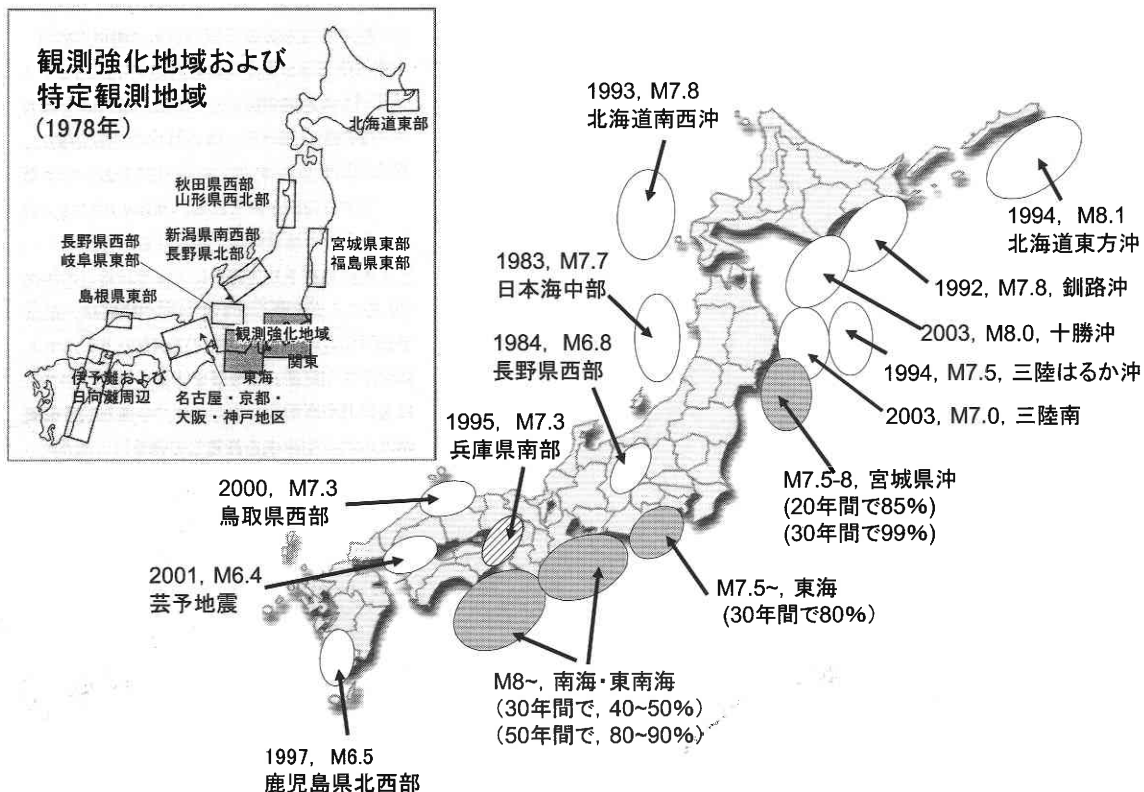 観測強化地域および
特定観測地域
(1978年)
北海道東部
秋田県西部
山形県西北部
長野県西部
岐阜県東部
新潟県南西部
長野県北部
宮城県東部
福島県東部
島根県東部
観測強化地域
関東
東海
伊予灘および
日向灘周辺
名古屋・京都・
大阪・神戸地区
1993, M7.8
北海道南西沖
1994, M8.1
北海道東方沖
1983, M7.7
日本海中部
1992, M7.8, 釧路沖
2003, M8.0, 十勝沖
1984, M6.8
長野県西部
1994, M7.5, 三陸はるか沖
2003, M7.0, 三陸南
1995, M7.3
兵庫県南部
M7.5-8, 宮城県沖
(20年間で85%)
(30年間で99%)
2000, M7.3
鳥取県西部
2001, M6.4
芸予地震
M7.5~, 東海
(30年間で80%)
M8~, 南海・東南海
(30年間で, 40~50%)
(50年間で, 80~90%)
1997, M6.5
鹿児島県北西部